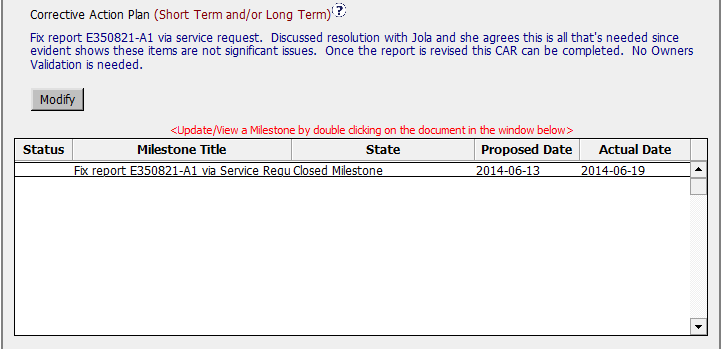 Corrective Action Plan (Short Term and/or Long Term) ?
Fix report E350821-A1 via service request.  Discussed resolution with Jola and she agrees this is all that's needed since
evident shows these items are not significant issues.  Once the report is revised this CAR can be completed.  No Owners
Validation is needed.
Modify
<Update/View a Milestone by double clicking on the document in the window below>
Status Milestone Title State Proposed Date Actual Date
Fix report E350821-A1 via Service Requ Closed Milestone 2014-06-13 2014-06-19